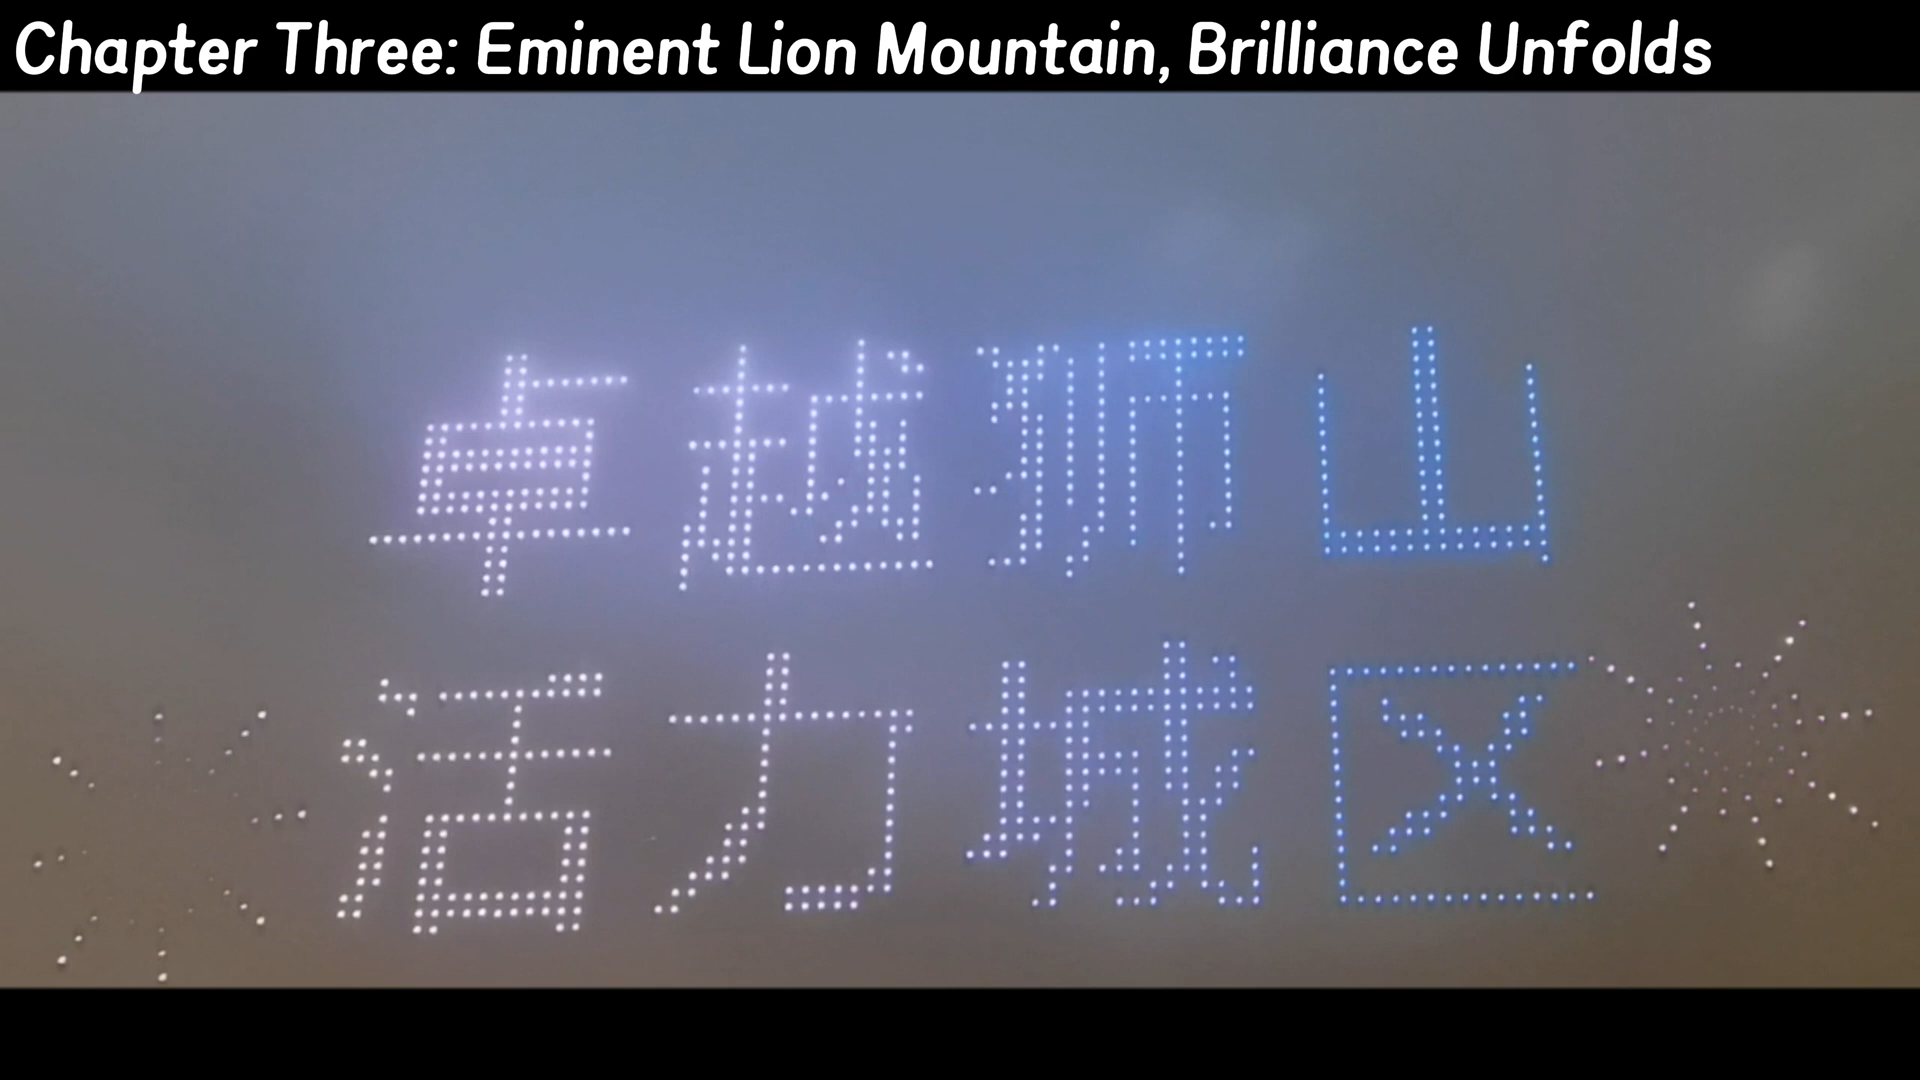 Chapter Three: Eminent Lion Mountain, Brilliance Unfolds
卓越狮山
活力城区